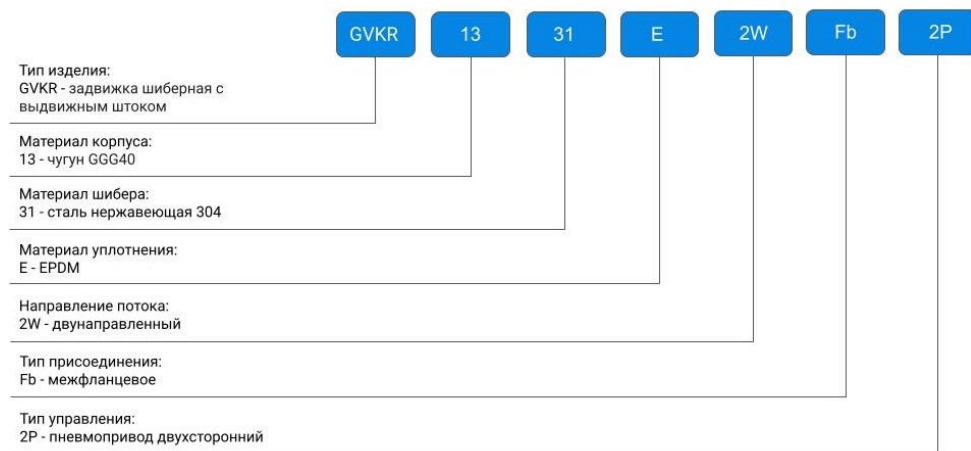 GVKR 13 31 E 2W Fb 2P
Тип изделия:
GVKR - задвижка шиберная с
выдвижным штоком
Материал корпуса:
13 - чугун GGG40
Материал шибера:
31 - сталь нержавеющая 304
Материал уплотнения:
E - EPDM
Направление потока:
2W - двунаправленный
Тип присоединения:
Fb - межфланцевое
Тип управления:
2P - пневмопривод двухсторонний